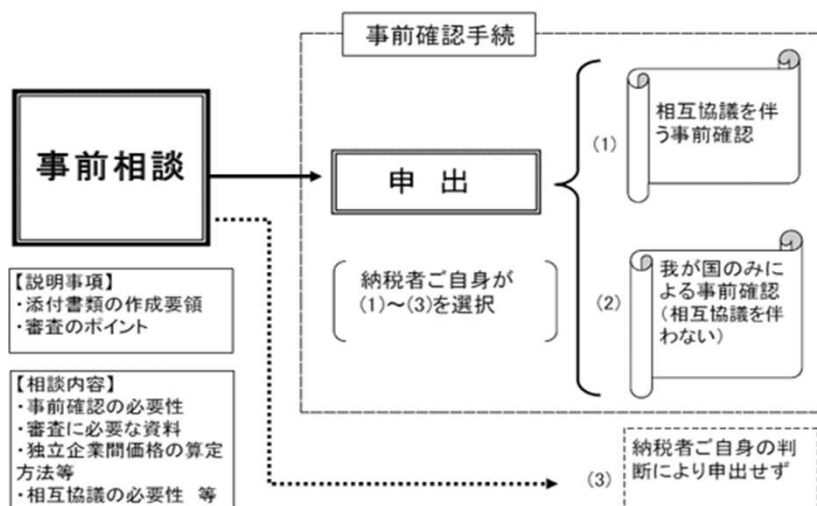 事前確認手続
事前相談
申 出
納税者ご自身が
(1)～(3)を選択
(1)
相互協議を伴
う事前確認
(2)
我が国のみに
よる事前確認
(相互協議を伴
わない)
【説明事項】
・添付書類の作成要領
・審査のポイント
【相談内容】
・事前確認の必要性
・審査に必要な資料
・独立企業間価格の算定
方法等
・相互協議の必要性 等
(3)
納税者ご自身の判
断により申出せず